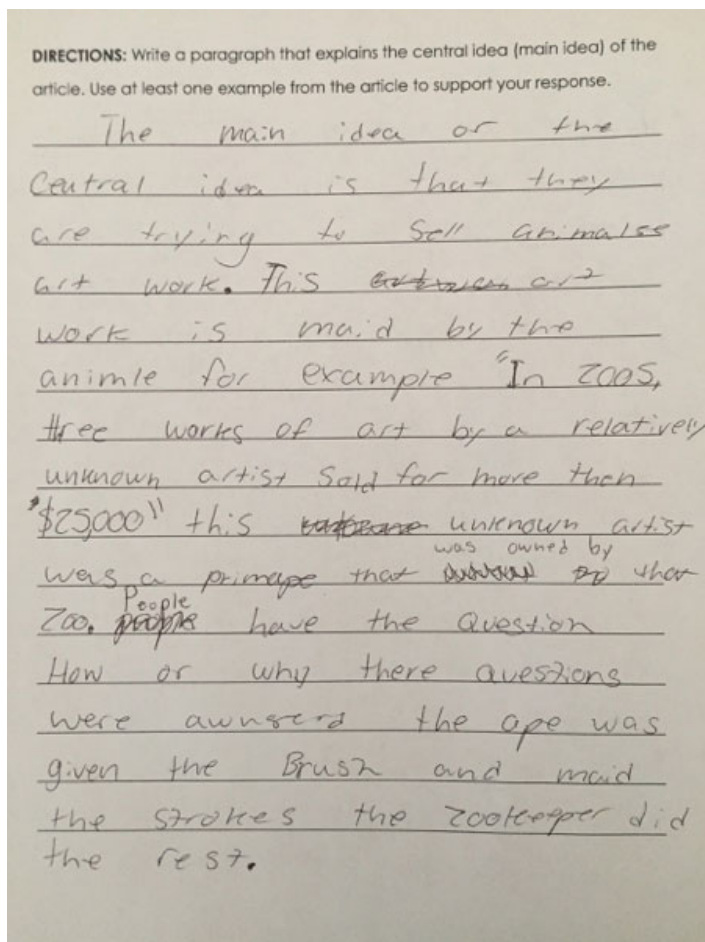 DIRECTIONS: Write a paragraph that explains the central idea (main idea) of the
article. Use at least one example from the article to support your response.
The main idea or the
Central idea is that they
are trying to Sell animalse
art work. This art
work is maid by the
animle for example "In 2005,
three works of art by a relatively
unknown artist Sold for more then
"$25,000" this unknown artist
was owned by
was a primape that that
People
Zoo. have the Question
How or why there questions
were awnserd the ape was
given the Brush and maid
the strokes the zookeeper did
the rest.